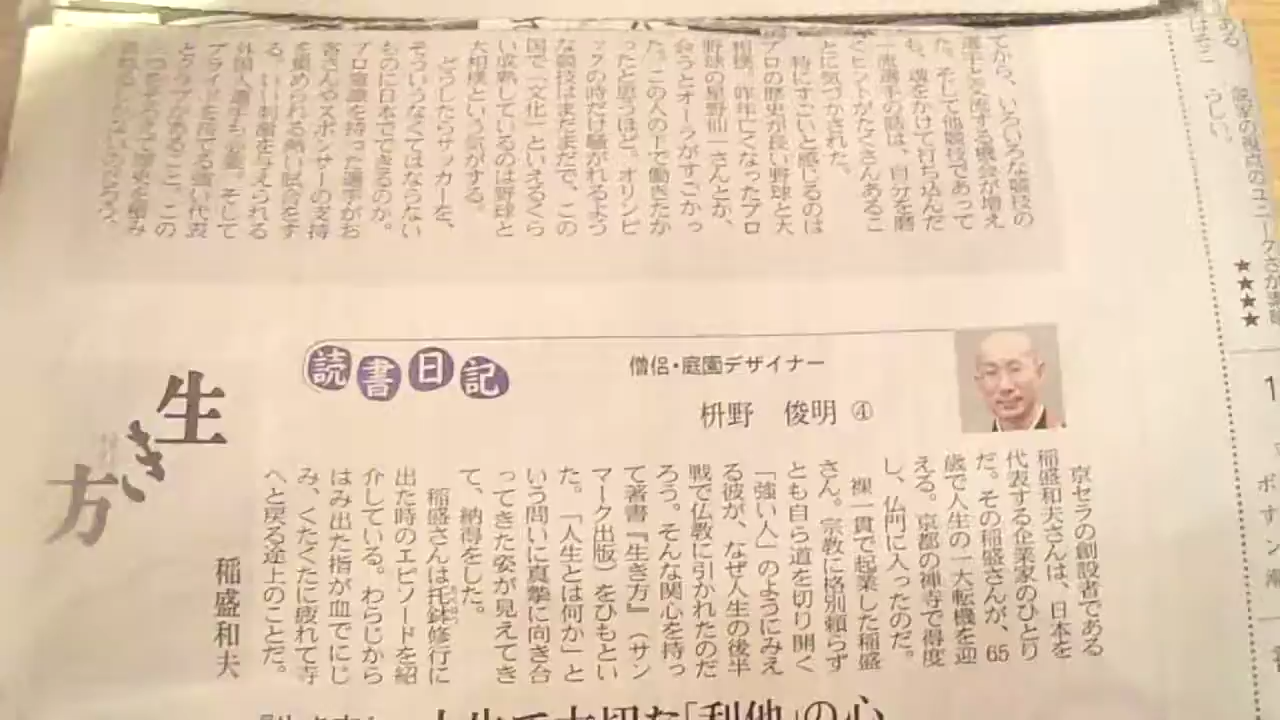 てから、いろいろな競技の
選手と交流する機会が増え
た。そして他競技であって
も、魂をかけて打ち込んだ
一流選手の話は、自分を磨
くヒントがたくさんあるこ
とに気づかされた。
特にすごいと感じるのは
プロの歴史が長い野球と大
相撲。昨年亡くなったプロ
野球の星野仙一さんとか、
会うとオーラがすごかっ
た。この人の下で働きたか
ったと思うほど。オリンピ
ックの時だけ騒がれるよう
な競技はまだまだで、この
国で「文化」といえるくら
い成熟しているのは野球と
大相撲という気がする。
どうしたらサッカーを、
そういうなくてはならない
ものに日本でできるのか。
プロ意識を持った選手がお
客さんやスポンサーの支持
を集められる熱い試合をす
る。
外国人選手も必要。そして
プライドを持てる強い代表
とクラブがあること。この
読書日記
僧侶・庭園デザイナー
枡野 俊明 ④
京セラの創設者である
稲盛和夫さんは、日本を
代表する企業家のひとり
だ。その稲盛さんが、65
歳で人生の一大転機を迎
える。京都の禅寺で得度
し、仏門に入ったのだ。
裸一貫で起業した稲盛
さん。宗教に格別頼らず
とも自ら道を切り開く
「強い人」のようにみえ
る彼が、なぜ人生の後半
戦で仏教に引かれたのだ
ろう。そんな関心を持っ
て著書『生き方』（サン
マーク出版）をひもとい
た。「人生とは何か」と
いう問いに真摯に向き合
ってきた姿が見えてき
て、納得をした。
稲盛さんは托鉢修行に
出た時のエピソードを紹
介している。わらじから
はみ出た指が血でにじ
み、くたくたに疲れて寺
へと戻る途上のことだ。
生き方
稲盛和夫
「利他」の心
★★★★